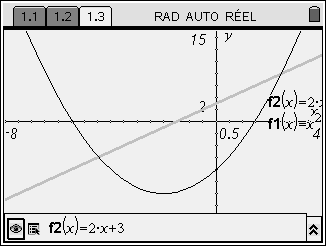 1.1 1.2 1.3 RAD AUTO RÉEL
15 y
2
f2(x)=2·x
x
f1(x)=x²
-8 0.5 4
f2(x)=2·x+3